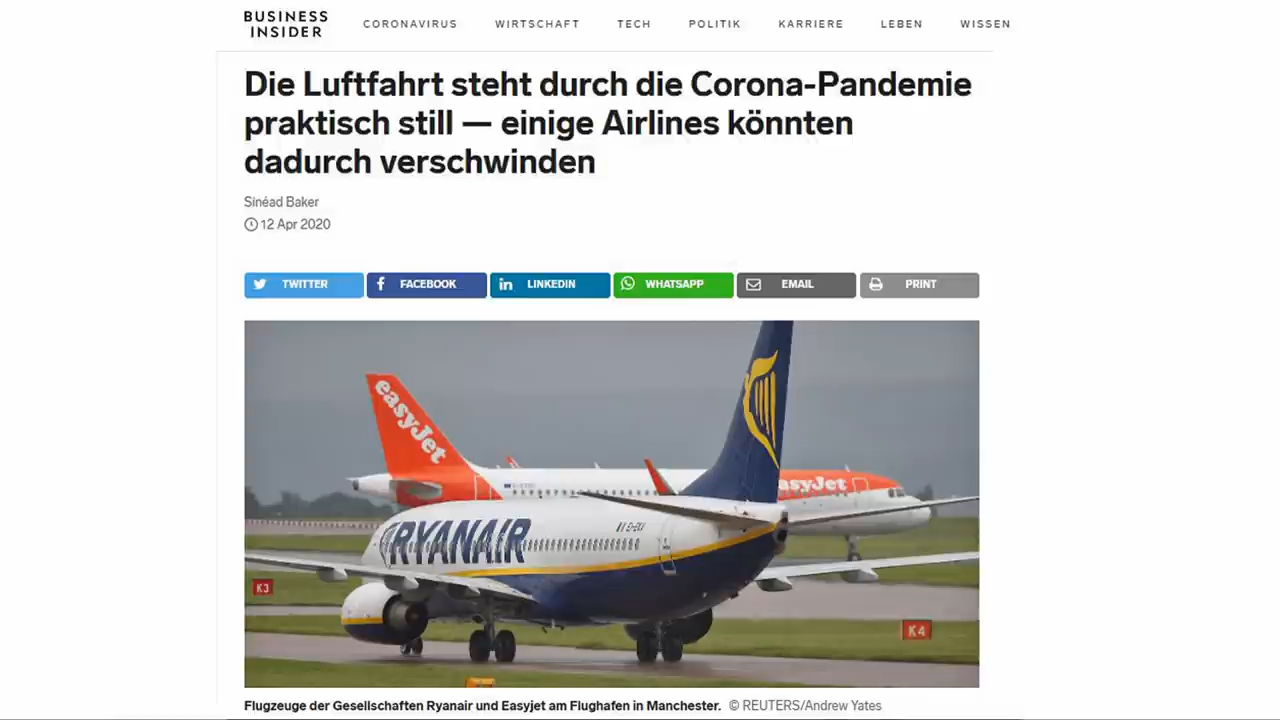 BUSINESS
INSIDER
CORONAVIRUS WIRTSCHAFT TECH POLITIK KARRIERE LEBEN WISSEN
Die Luftfahrt steht durch die Corona-Pandemie
praktisch still — einige Airlines könnten
dadurch verschwinden
Sinéad Baker
12 Apr 2020
TWITTER FACEBOOK LINKEDIN WHATSAPP EMAIL PRINT
easyJet
asyJet
RYANAIR
K3
K4
Flugzeuge der Gesellschaften Ryanair und Easyjet am Flughafen in Manchester. © REUTERS/Andrew Yates